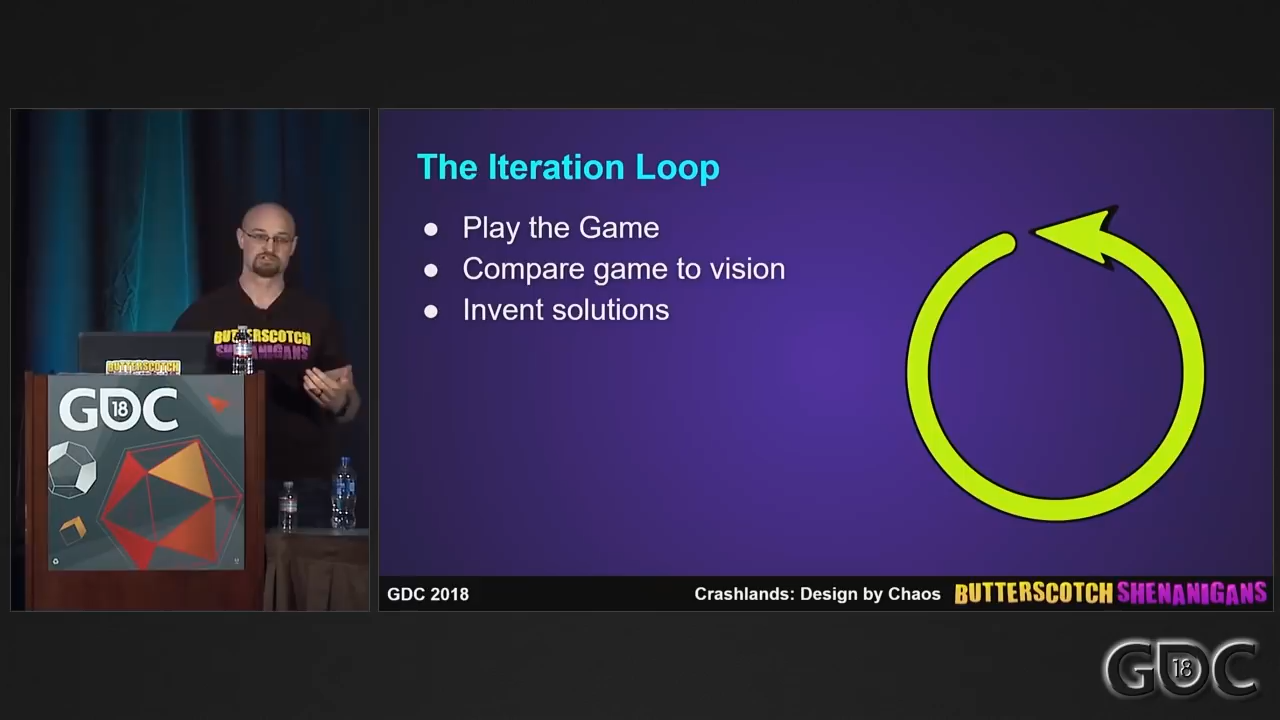 The Iteration Loop
● Play the Game
● Compare game to vision
● Invent solutions
BUTTERSCOTCH
SHENANIGANS
BUTTERSCOTCH
GDC
18
GDC 2018
Crashlands: Design by Chaos
BUTTERSCOTCH SHENANIGANS
GDC
18